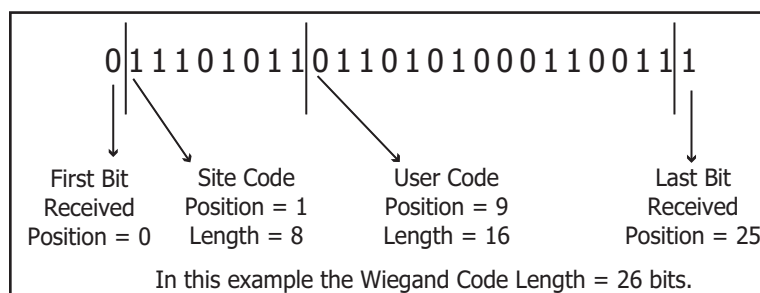 0 1 1 1 0 1 0 1 1 0 1 1 0 1 0 1 0 0 0 1 1 0 0 1 1 1
First Bit Received Position = 0
Site Code Position = 1 Length = 8
User Code Position = 9 Length = 16
Last Bit Received Position = 25
In this example the Wiegand Code Length = 26 bits.